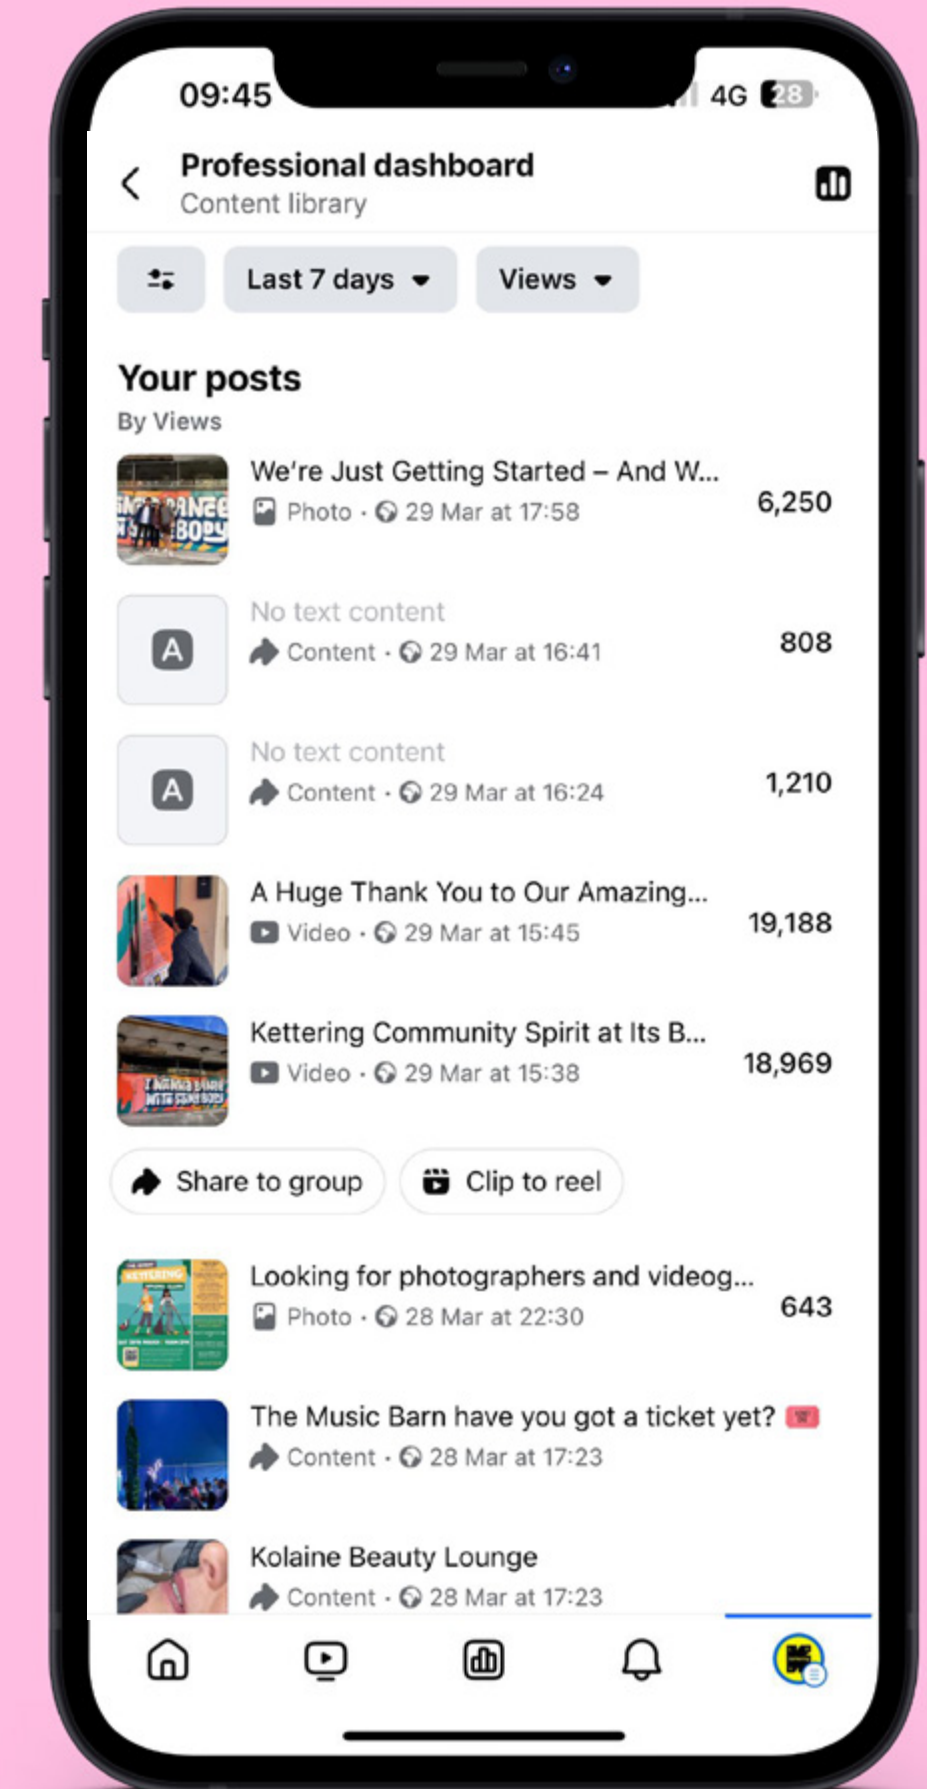 09:45
4G 28
Professional dashboard
Content library
Last 7 days
Views
Your posts
By Views
We're Just Getting Started – And W...
Photo · 29 Mar at 17:58
6,250
No text content
Content · 29 Mar at 16:41
808
A
No text content
Content · 29 Mar at 16:24
1,210
A
A Huge Thank You to Our Amazing...
Video · 29 Mar at 15:45
19,188
Kettering Community Spirit at Its B...
Video · 29 Mar at 15:38
18,969
I WANNA DANCE
WITH SOMEBODY
Share to group
Clip to reel
Looking for photographers and videog...
Photo · 28 Mar at 22:30
643
KETTERING
The Music Barn have you got a ticket yet?
Content · 28 Mar at 17:23
Kolaine Beauty Lounge
Content · 28 Mar at 17:23